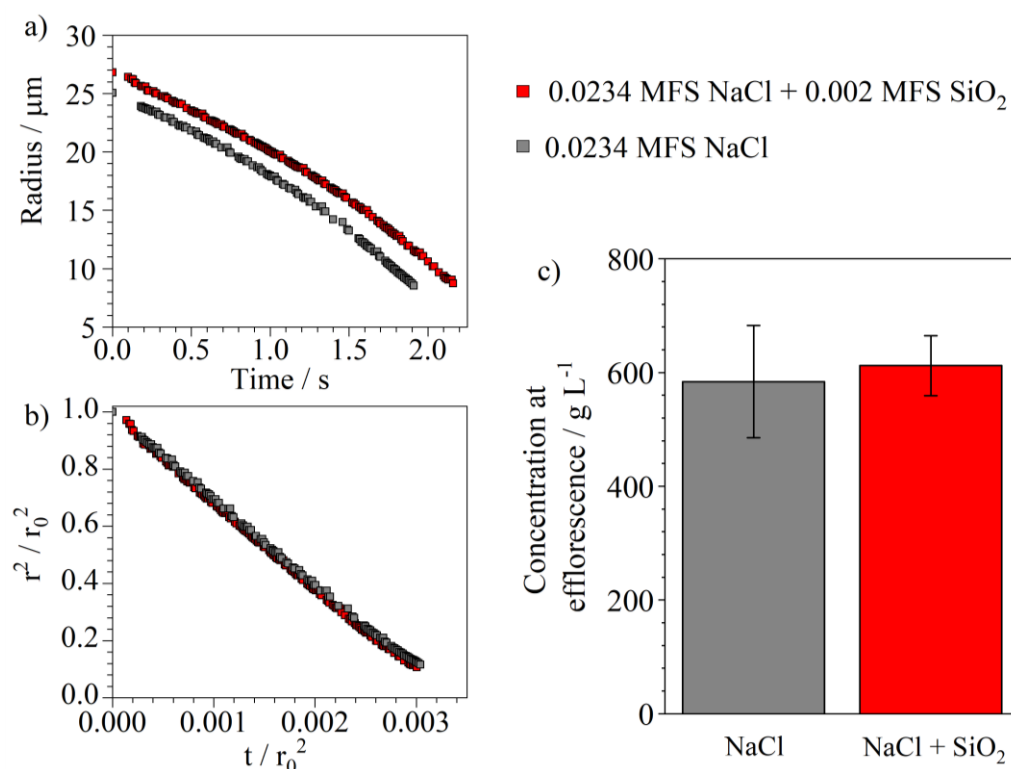 a)
30
25
20
15
10
5
Radius / µm
0.0 0.5 1.0 1.5 2.0
Time / s
0.0234 MFS NaCl + 0.002 MFS SiO₂
0.0234 MFS NaCl
b)
1.0
0.8
0.6
0.4
0.2
0.0
r² / r₀²
0.000 0.001 0.002 0.003
t / r₀²
c)
800
600
400
200
0
Concentration at
efflorescence / g L⁻¹
NaCl NaCl + SiO₂